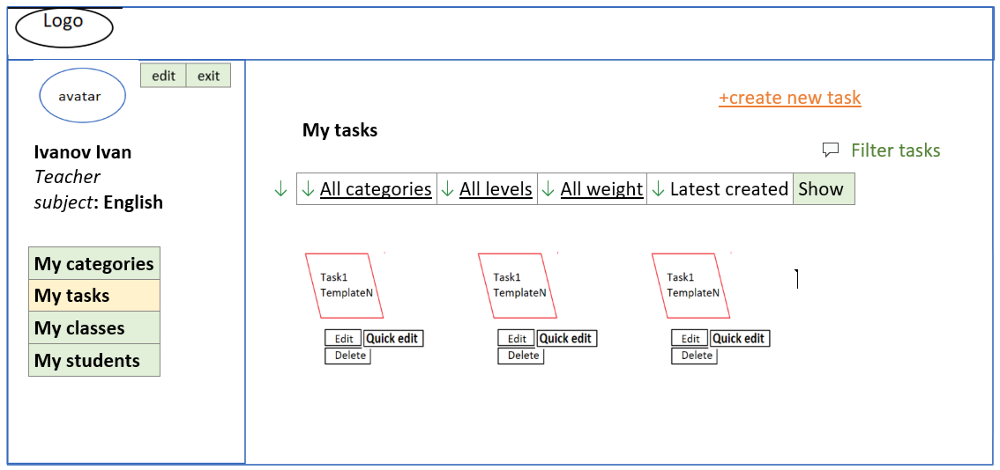 Logo
avatar
edit exit
Ivanov Ivan
Teacher
subject: English
My categories
My tasks
My classes
My students
+create new task
My tasks
Filter tasks
↓ ↓ All categories ↓ All levels ↓ All weight ↓ Latest created Show
Task1
TemplateN
Edit Quick edit
Delete
Task1
TemplateN
Edit Quick edit
Delete
Task1
TemplateN
Edit Quick edit
Delete